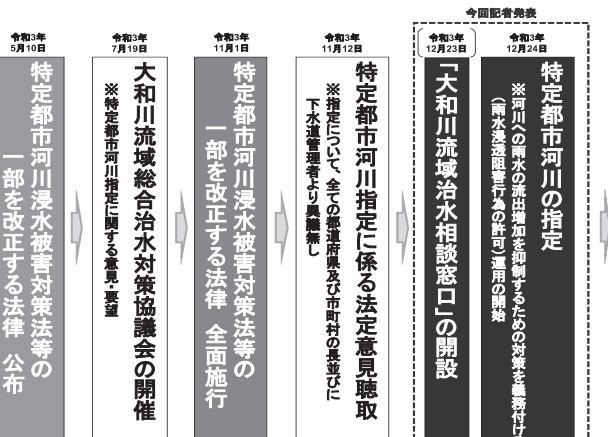 今回記者発表
令和3年
5月10日
特定都市河川浸水被害対策法等の
一部を改正する法律 公布
令和3年
7月19日
大和川流域総合治水対策協議会の開催
※特定都市河川指定に関する意見・要望
令和3年
11月1日
特定都市河川浸水被害対策法等の
一部を改正する法律 全面施行
令和3年
11月12日
特定都市河川指定に係る法定意見聴取
※指定について、全ての都道府県及び市町村の長並びに
下水道管理者より異議無し
令和3年
12月23日
「大和川流域治水相談窓口」の開設
令和3年
12月24日
特定都市河川の指定
※河川への雨水の流出増加を抑制するための対策を義務付け
(雨水浸透阻害行為の許可)運用の開始